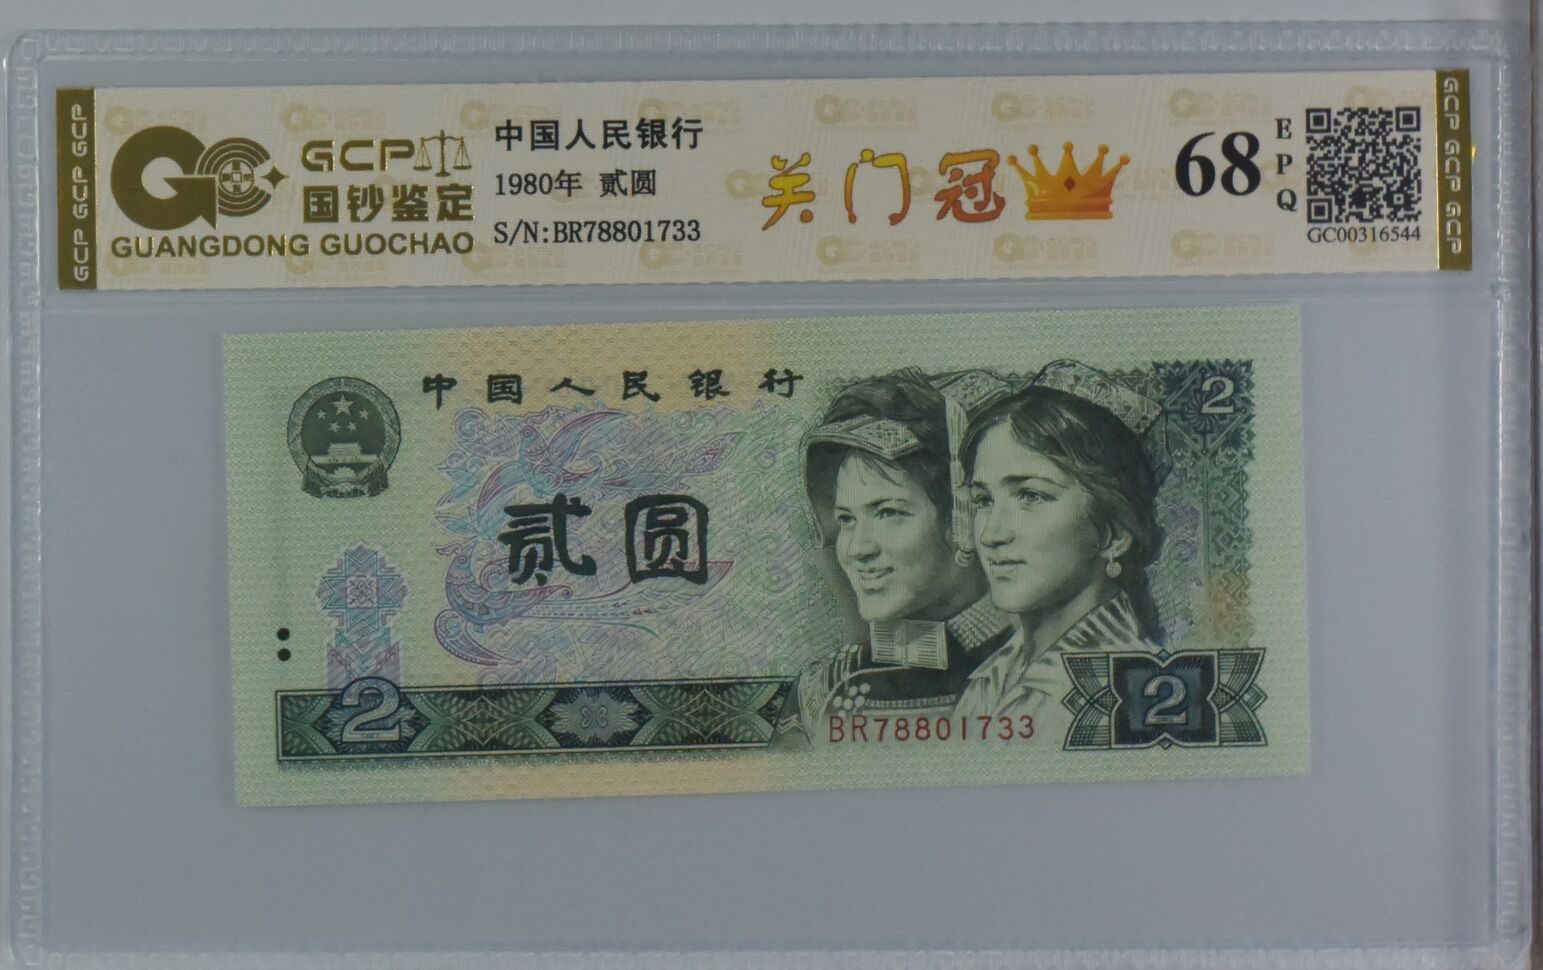 GCP GCP GCP
GCP
国钞鉴定
GUANGDONG GUOCHAO
中国人民银行
1980年 贰圆
S/N:BR78801733
关门冠
68
EPQ
GC00316544
GCP GCP GCP
中国人民银行
贰圆
2
2
BR78801733
2